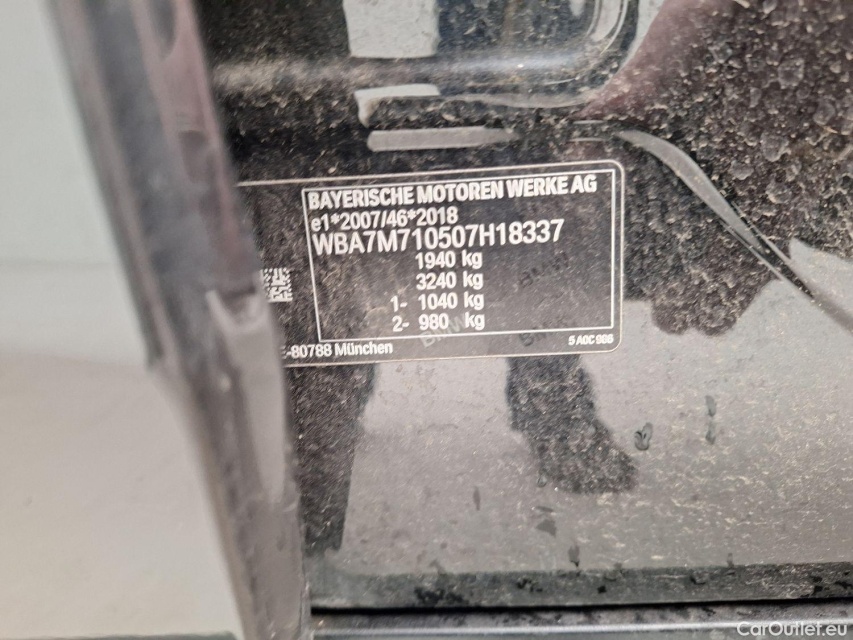 BAYERISCHE MOTOREN WERKE AG
e1*2007/46*2018
WBA7M710507H18337
1940 kg
3240 kg
1- 1040 kg
2- 980 kg
E-80788 München
5 A0C 986
CarOutlet.eu